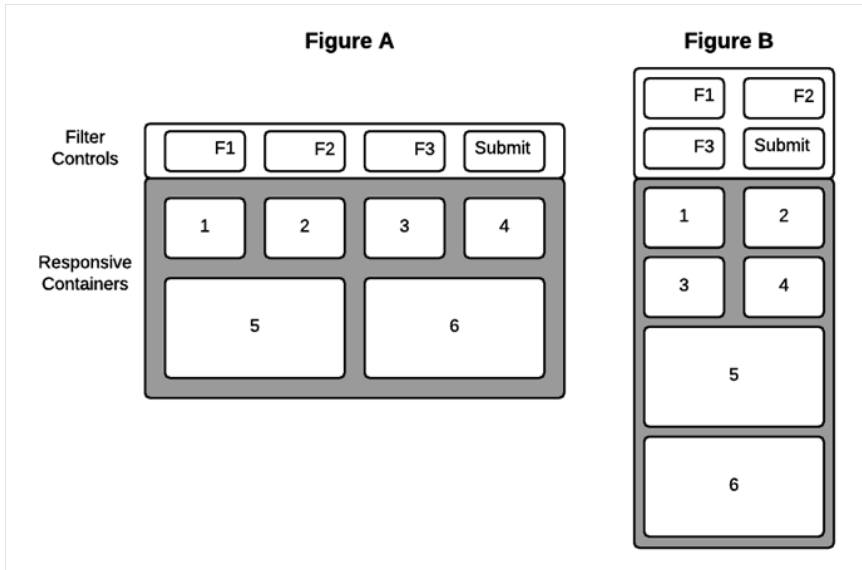 Figure A
Filter
Controls
F1
F2
F3
Submit
Responsive
Containers
1
2
3
4
5
6
Figure B
F1
F2
F3
Submit
1
2
3
4
5
6